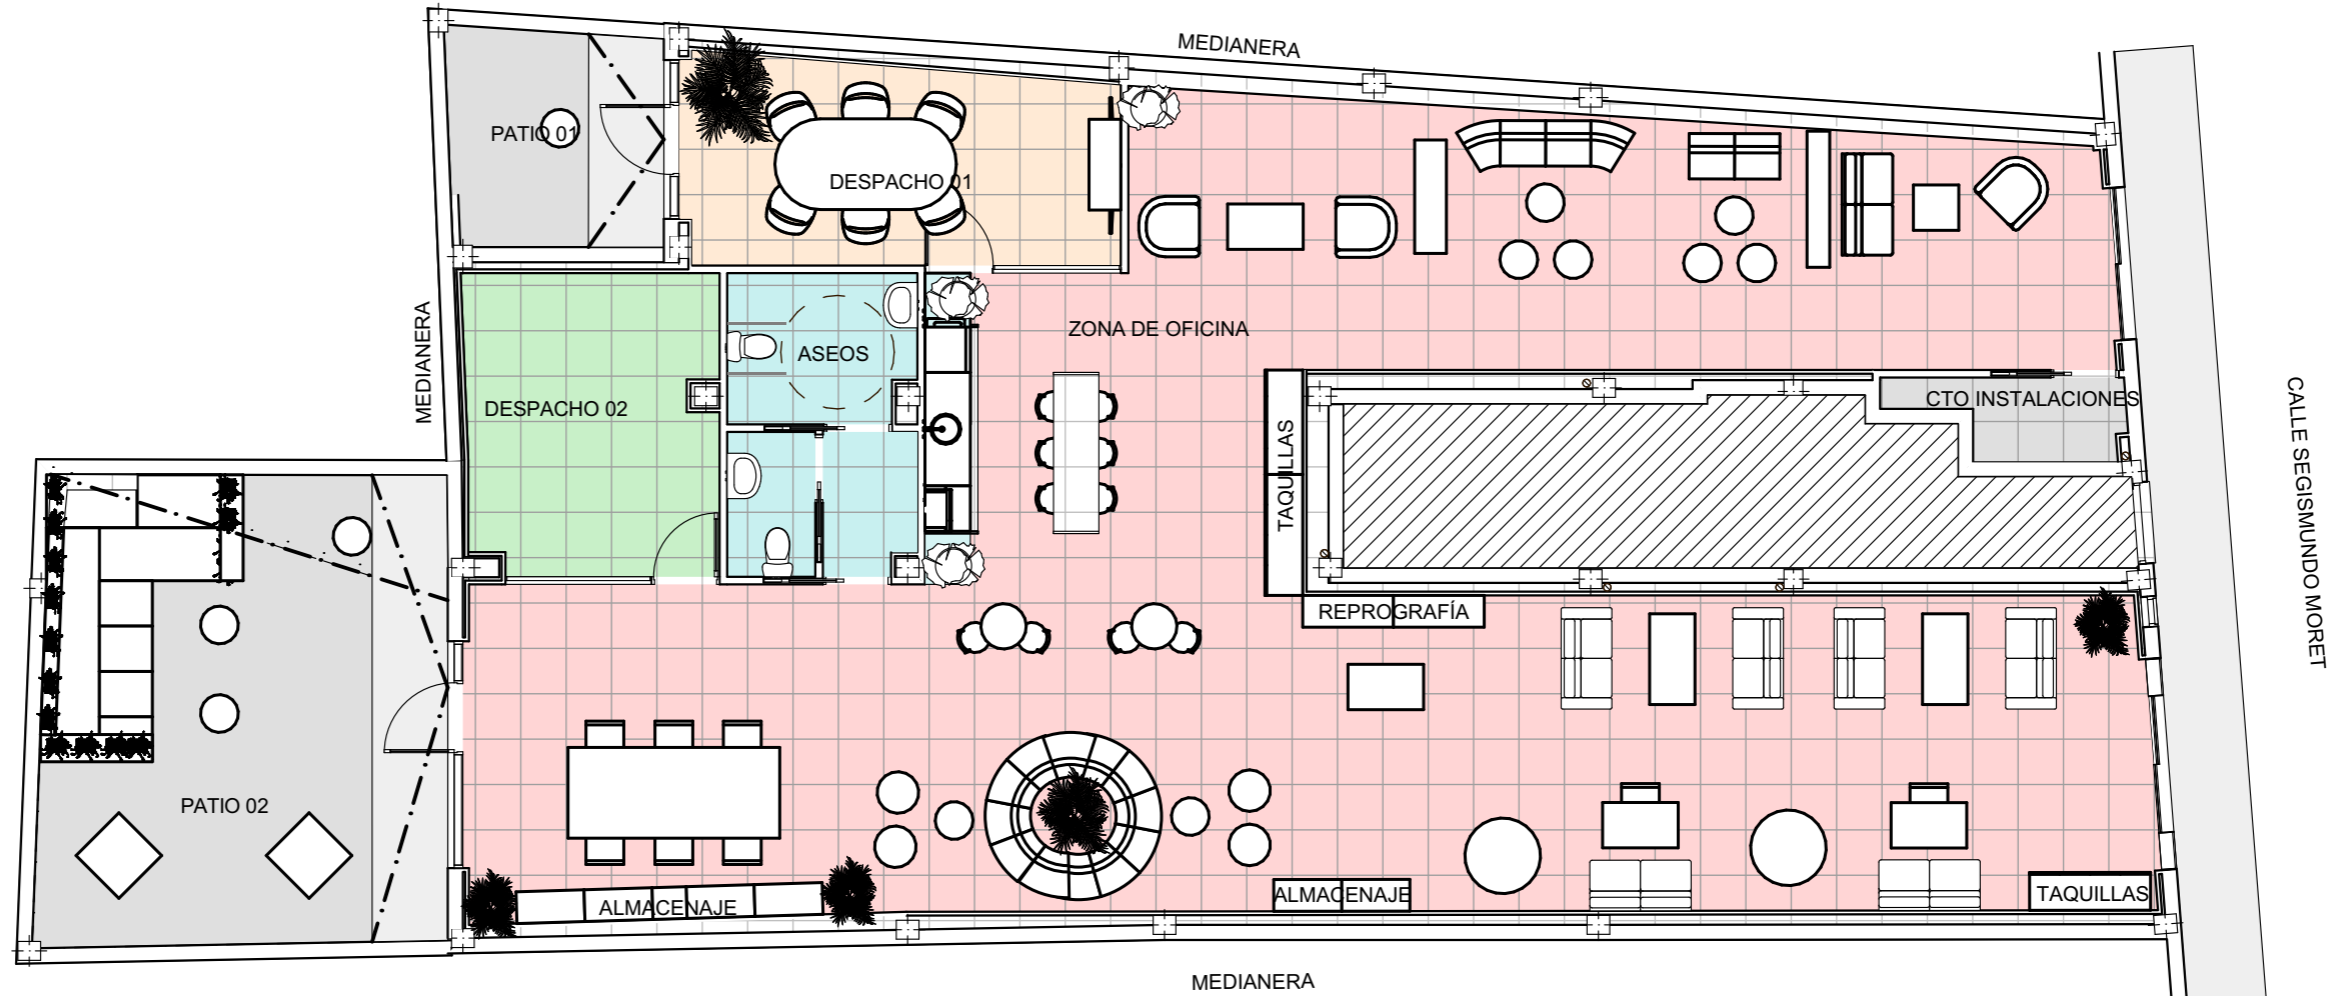 MEDIANERA
PATIO 01
DESPACHO 01
ZONA DE OFICINA
ASEOS
MEDIANERA
DESPACHO 02
CTO INSTALACIONES
TAQUILLAS
CALLE SEGISMUNDO MORET
REPROGRAFÍA
PATIO 02
ALMACENAJE
ALMACENAJE
TAQUILLAS
MEDIANERA